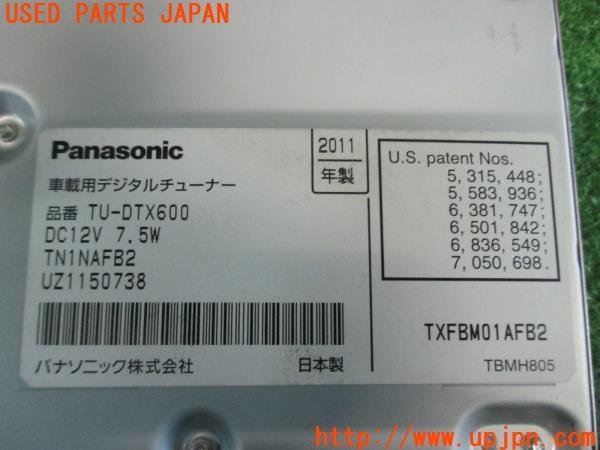 USED PARTS JAPAN
Panasonic
2011
年製
車載用デジタルチューナー
品番 TU-DTX600
DC12V 7.5W
TN1NAFB2
UZ1150738
パナソニック株式会社
日本製
U.S. patent Nos.
5, 315, 448;
5, 583, 936;
6, 381, 747;
6, 501, 842;
6, 836, 549;
7, 050, 698.
TXFBM01AFB2
TBMH805
http://www.upjpn.com/